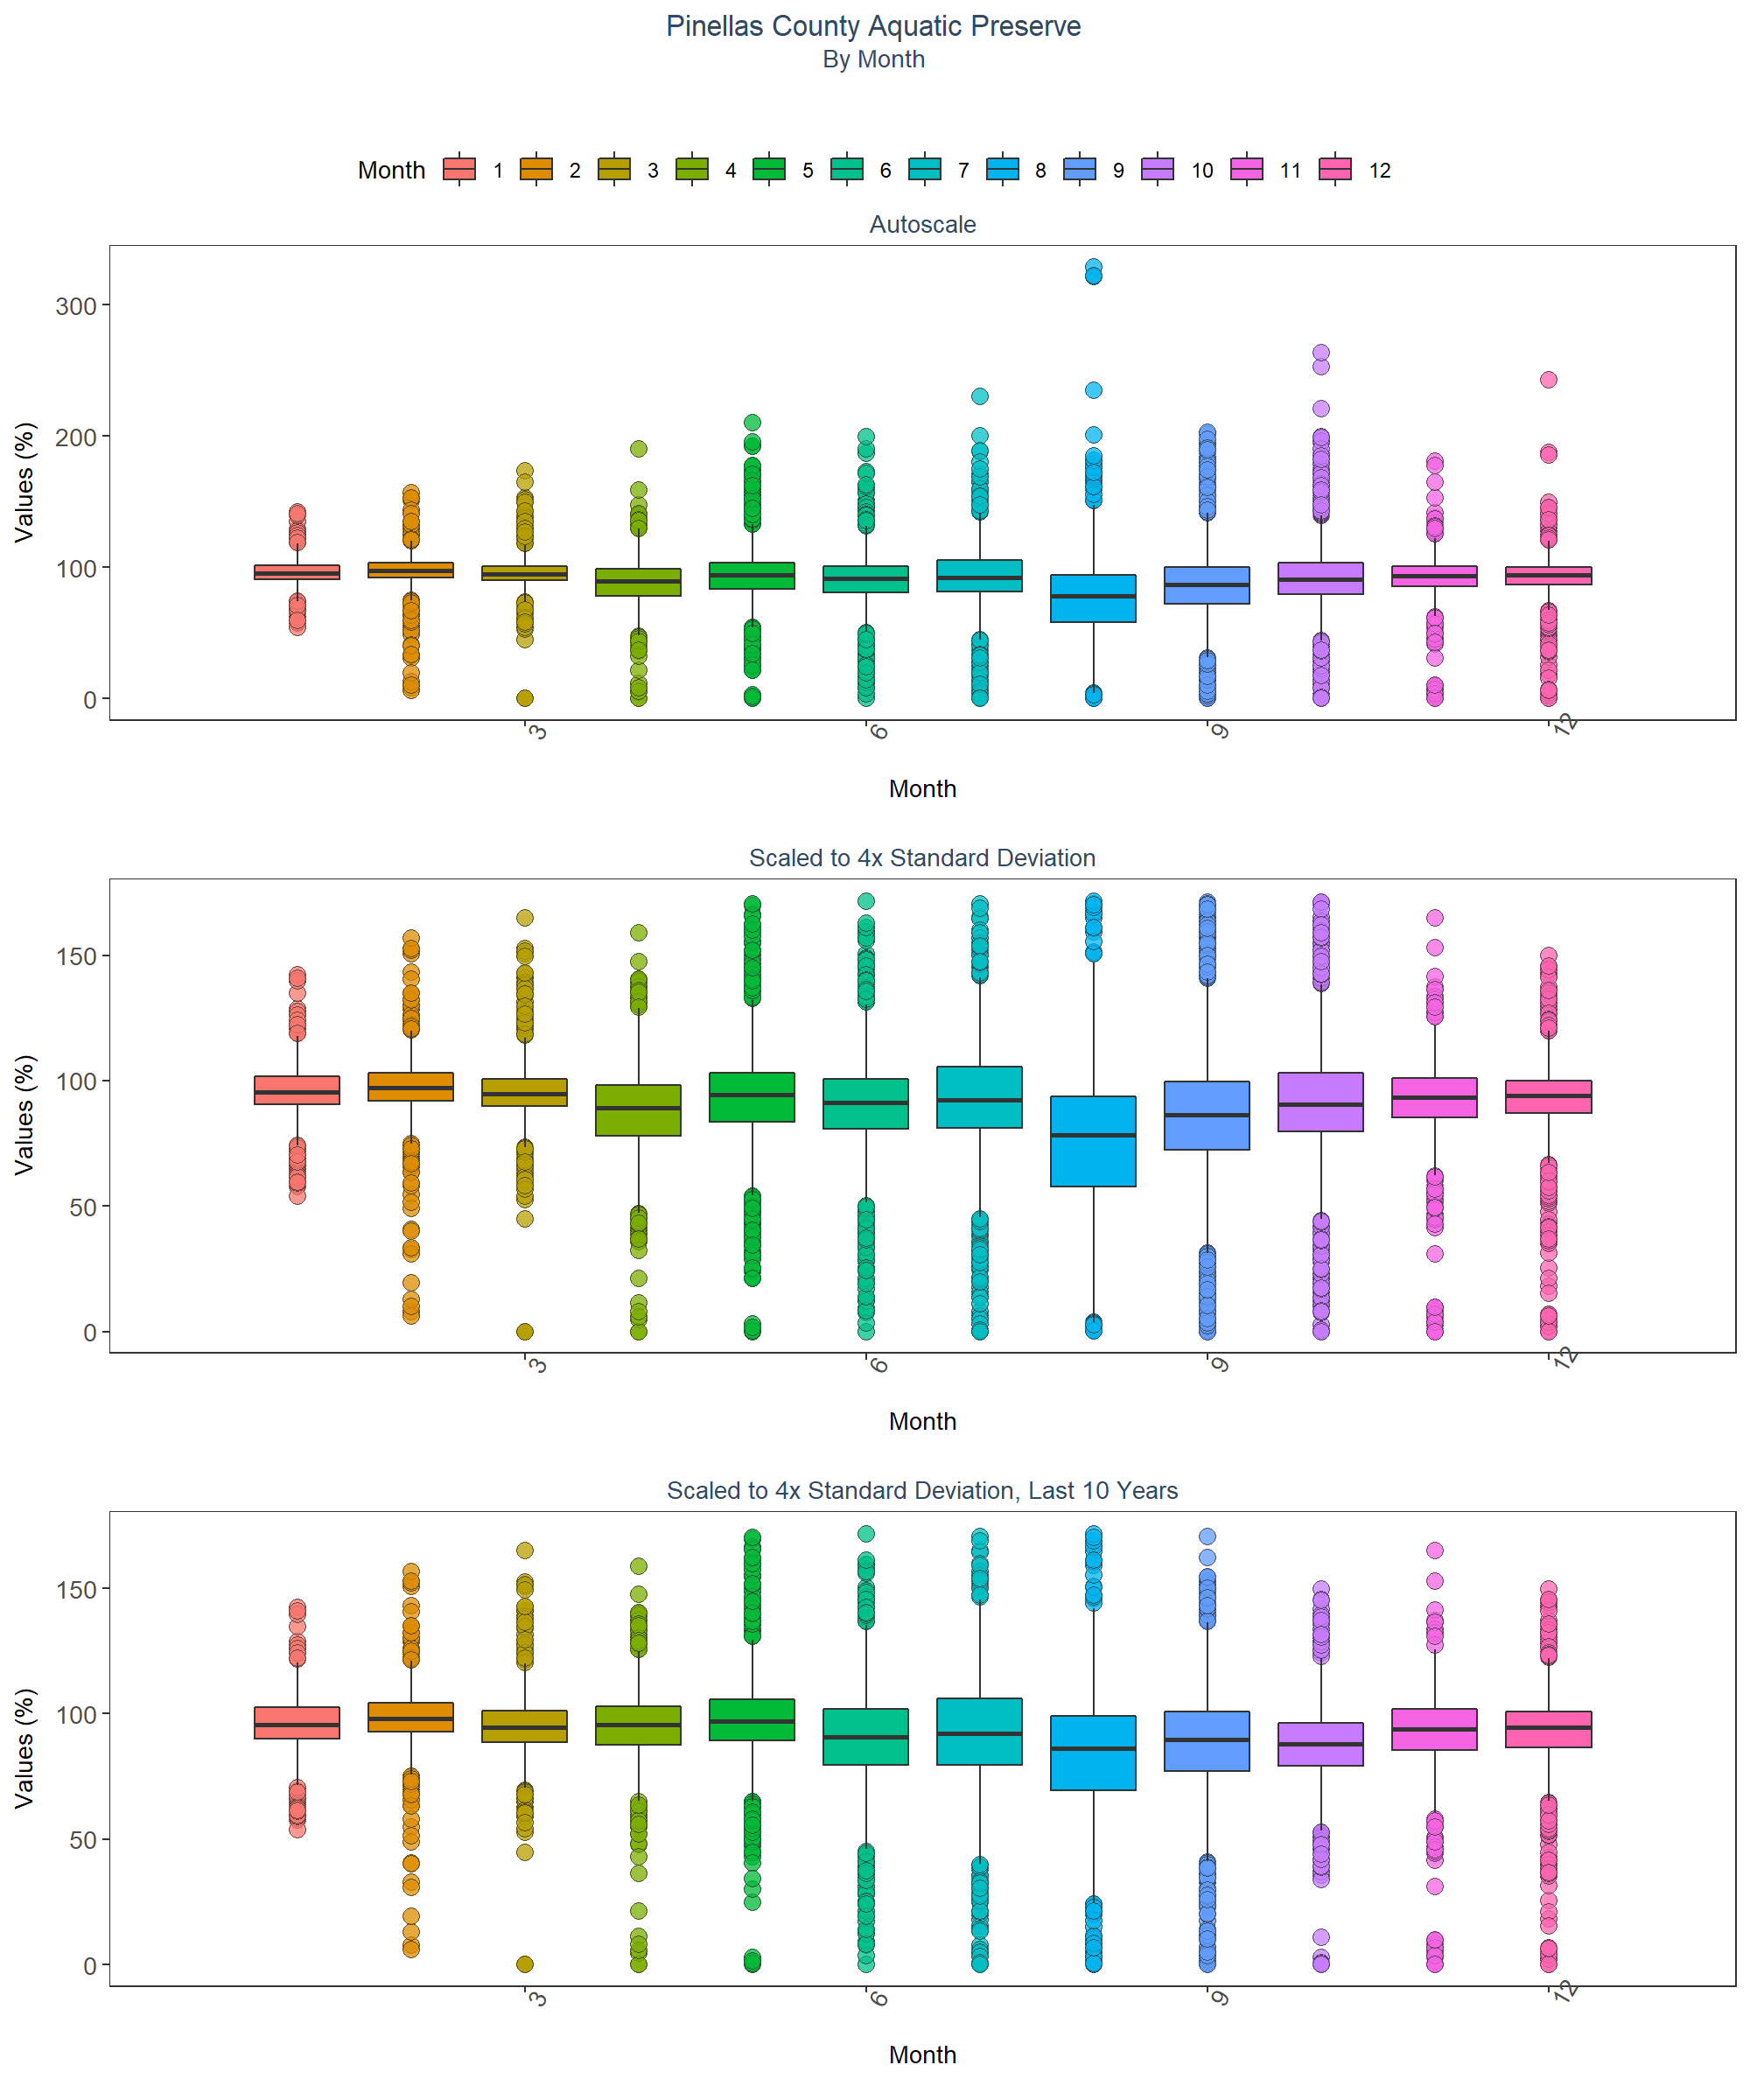 Pinellas County Aquatic Preserve
By Month
Month 1 2 3 4 5 6 7 8 9 10 11 12
Autoscale
300
200
100
0
Values (%)
3 6 9 12
Month
Scaled to 4x Standard Deviation
150
100
50
0
Values (%)
3 6 9 12
Month
Scaled to 4x Standard Deviation, Last 10 Years
150
100
50
0
Values (%)
3 6 9 12
Month